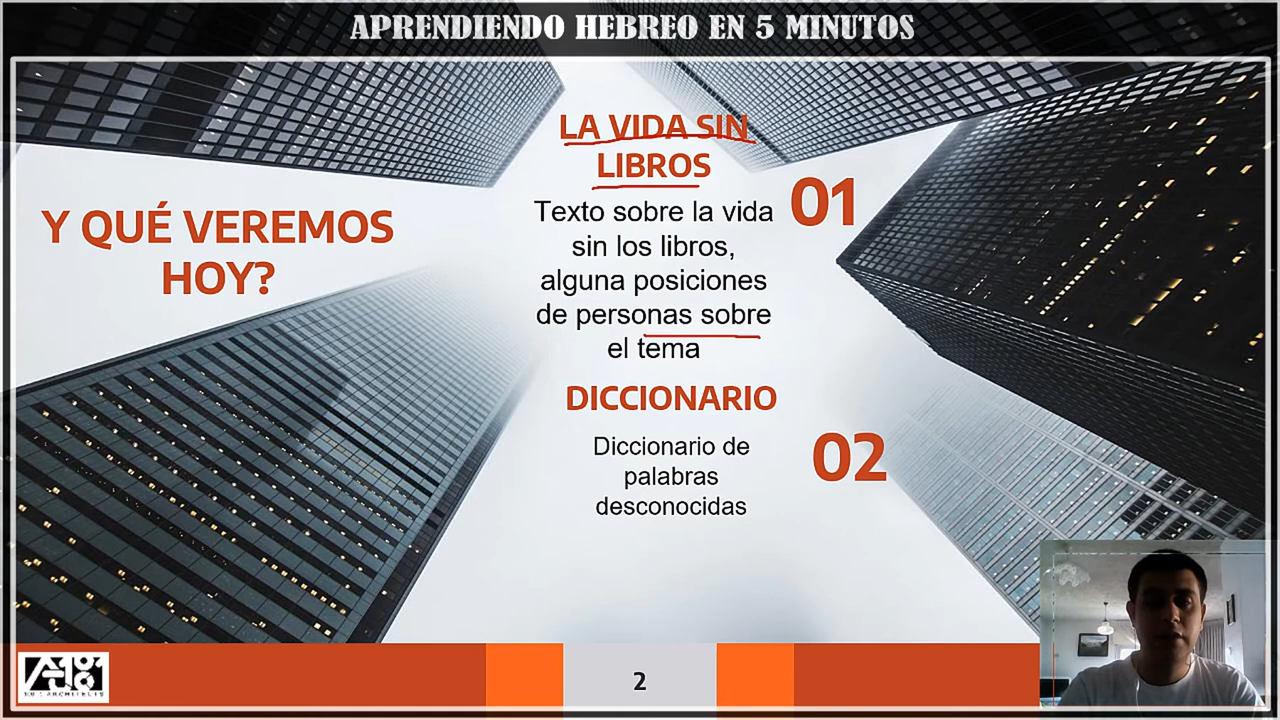 APRENDIENDO HEBREO EN 5 MINUTOS
Y QUÉ VEREMOS
HOY?
LA VIDA SIN
LIBROS
01
Texto sobre la vida
sin los libros,
alguna posiciones
de personas sobre
el tema
DICCIONARIO
02
Diccionario de
palabras
desconocidas
2